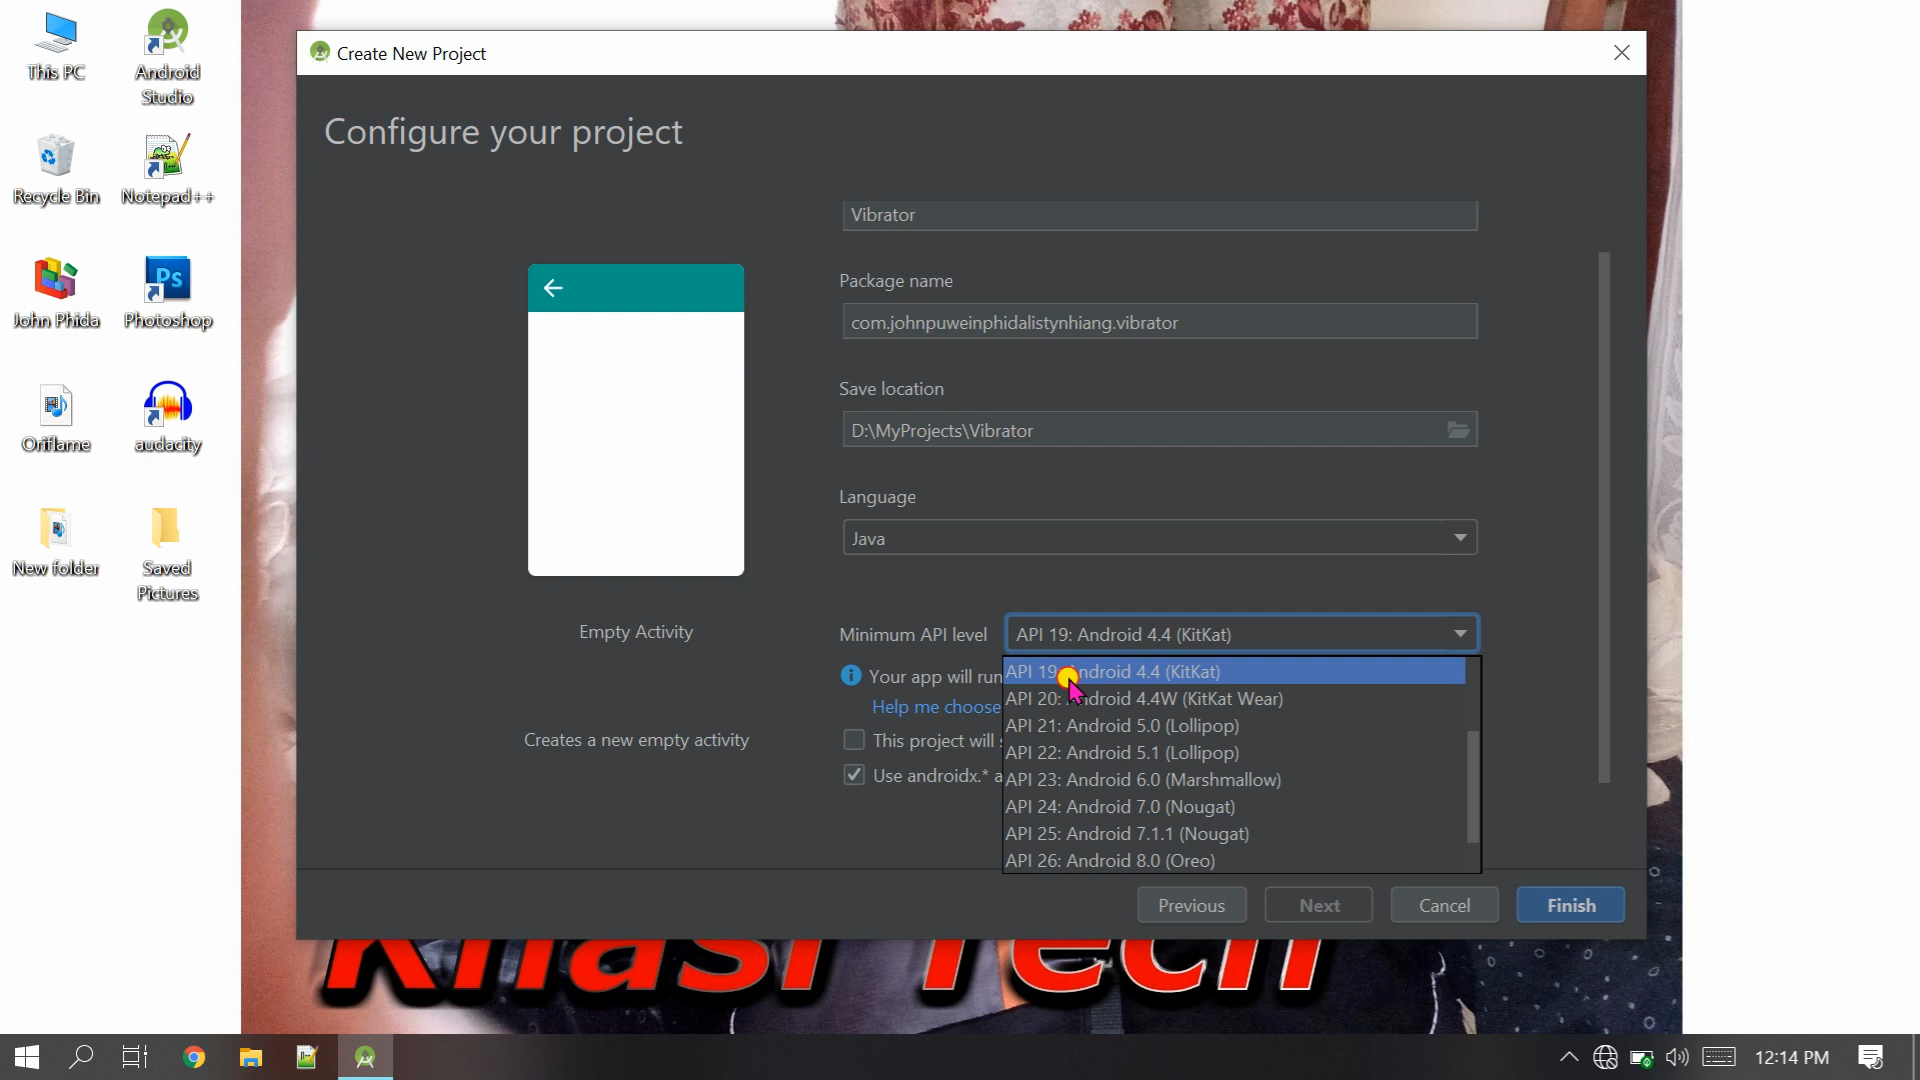 This PC
Android
Studio
Recycle Bin
Notepad++
John Phida
Ps
Photoshop
Oriflame
audacity
New folder
Saved
Pictures
Create New Project
Configure your project
Vibrator
Package name
com.johnpuweinphidalistynhiang.vibrator
Save location
D:\MyProjects\Vibrator
Language
Java
Empty Activity
Creates a new empty activity
Minimum API level
API 19: Android 4.4 (KitKat)
Your app will run
Help me choose
This project will
Use androidx.* a
API 19: Android 4.4 (KitKat)
API 20: Android 4.4W (KitKat Wear)
API 21: Android 5.0 (Lollipop)
API 22: Android 5.1 (Lollipop)
API 23: Android 6.0 (Marshmallow)
API 24: Android 7.0 (Nougat)
API 25: Android 7.1.1 (Nougat)
API 26: Android 8.0 (Oreo)
Previous
Next
Cancel
Finish
Khasi Tech
12:14 PM